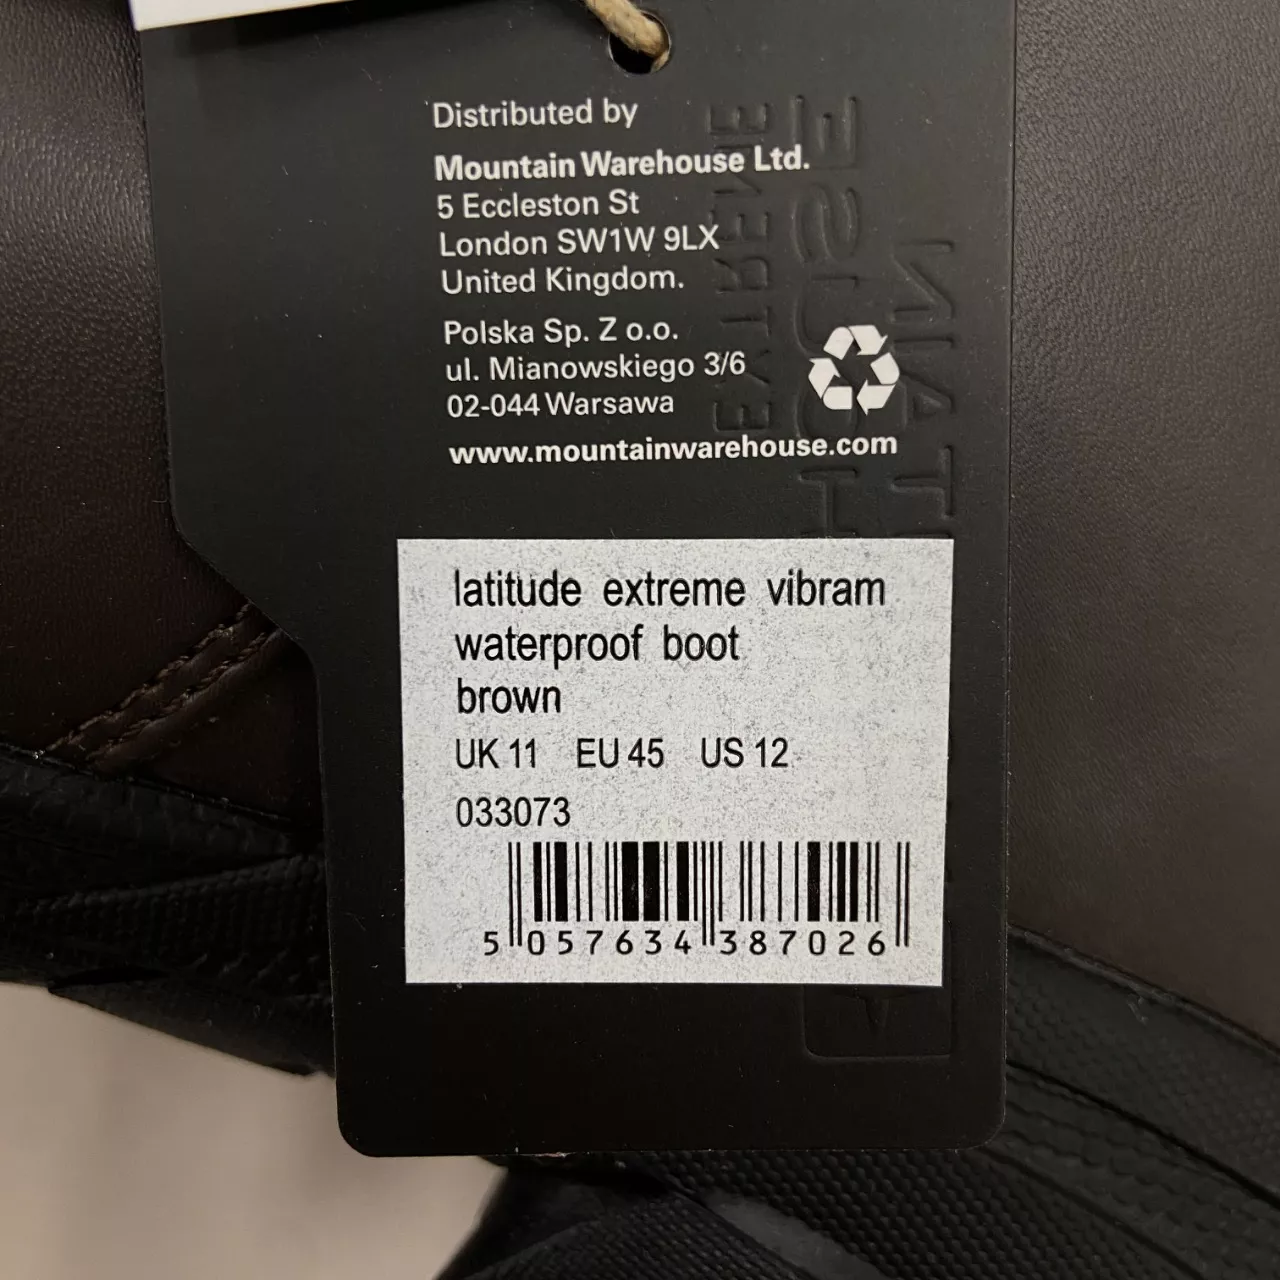 Distributed by
Mountain Warehouse Ltd.
5 Eccleston St
London SW1W 9LX
United Kingdom.
Polska Sp. Z o.o.
ul. Mianowskiego 3/6
02-044 Warsawa
www.mountainwarehouse.com
latitude extreme vibram
waterproof boot
brown
UK 11 EU 45 US 12
033073
5 057634 387026